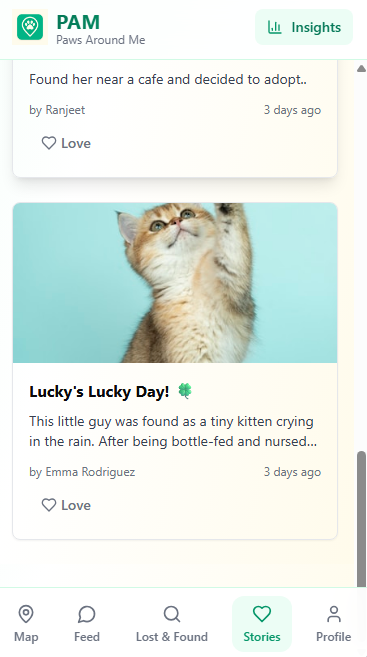 PAM
Paws Around Me
Insights
Found her near a cafe and decided to adopt..
by Ranjeet
3 days ago
Love
Lucky's Lucky Day! 🍀
This little guy was found as a tiny kitten crying
in the rain. After being bottle-fed and nursed...
by Emma Rodriguez
3 days ago
Love
Map
Feed
Lost & Found
Stories
Profile